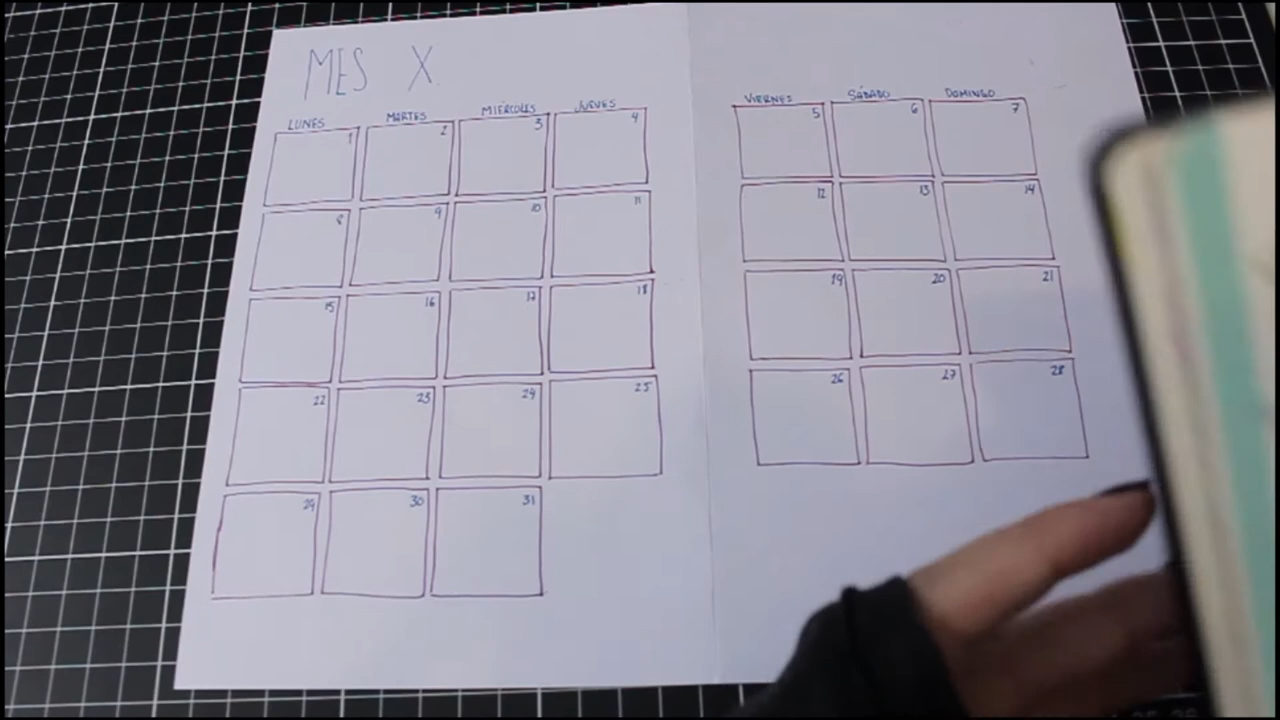 MES X.
LUNES MARTES MIÉRCOLES JUEVES VIERNES SÁBADO DOMINGO
1 2 3 4 5 6 7
8 9 10 11 12 13 14
15 16 17 18 19 20 21
22 23 24 25 26 27 28
29 30 31